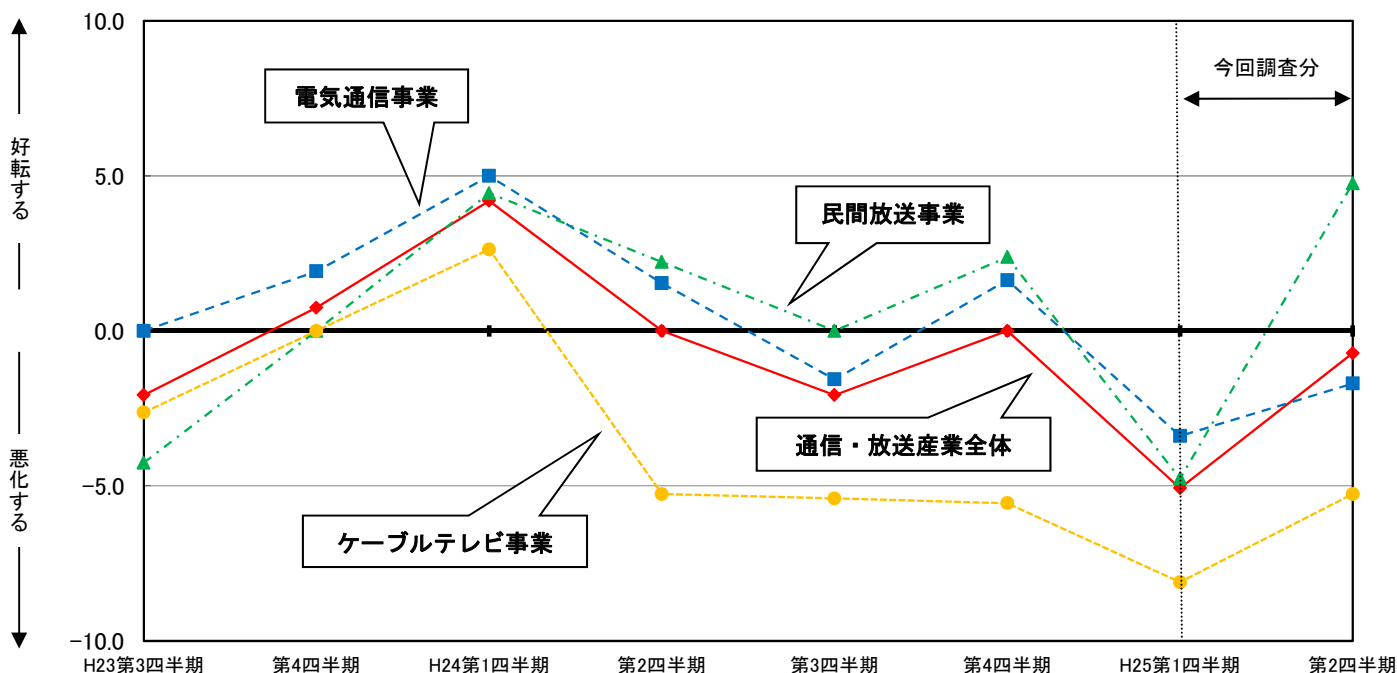 10.0
5.0
0.0
-5.0
-10.0
好転する
悪化する
電気通信事業
民間放送事業
今回調査分
通信・放送産業全体
ケーブルテレビ事業
H23第3四半期 第4四半期 H24第1四半期 第2四半期 第3四半期 第4四半期 H25第1四半期 第2四半期